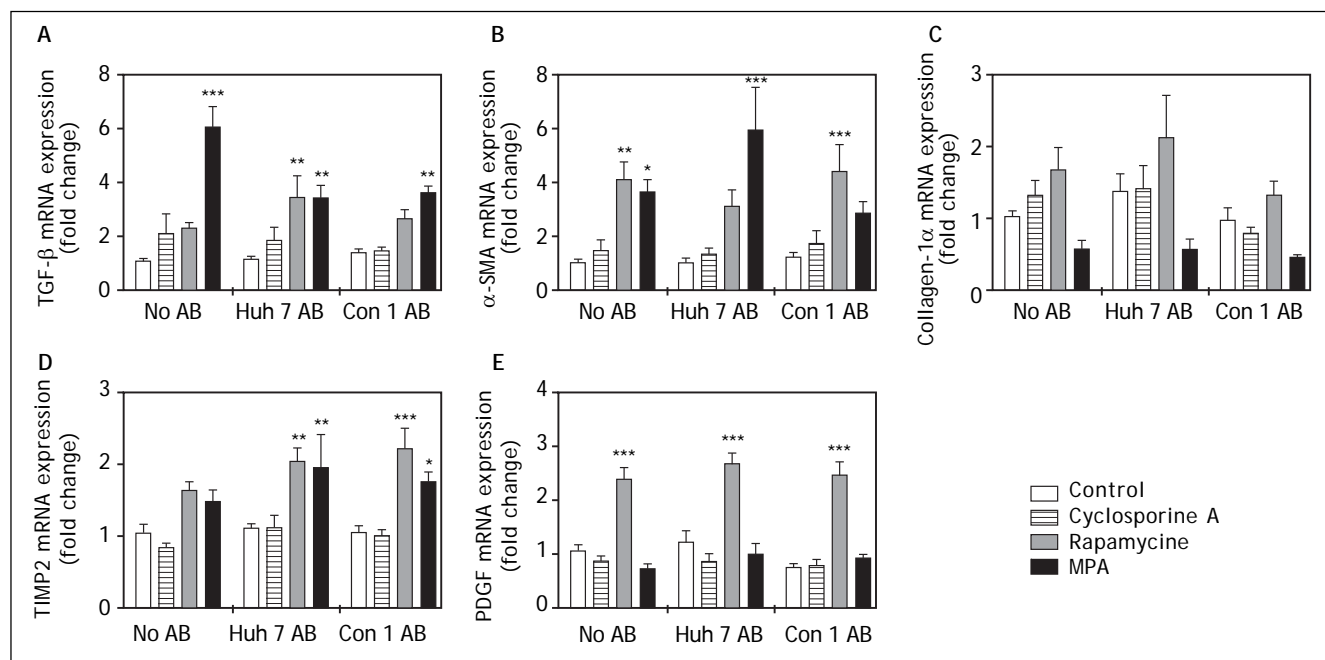 A
TGF-β mRNA expression
(fold change)
8
6
4
2
0
***
**
**
**
No AB
Huh 7 AB
Con 1 AB
B
α-SMA mRNA expression
(fold change)
8
6
4
2
0
**
*
***
***
No AB
Huh 7 AB
Con 1 AB
C
Collagen-1α mRNA expression
(fold change)
3
2
1
0
No AB
Huh 7 AB
Con 1 AB
D
TIMP2 mRNA expression
(fold change)
3
2
1
0
**
**
***
*
No AB
Huh 7 AB
Con 1 AB
E
PDGF mRNA expression
(fold change)
4
3
2
1
0
***
***
***
No AB
Huh 7 AB
Con 1 AB
Control
Cyclosporine A
Rapamycine
MPA